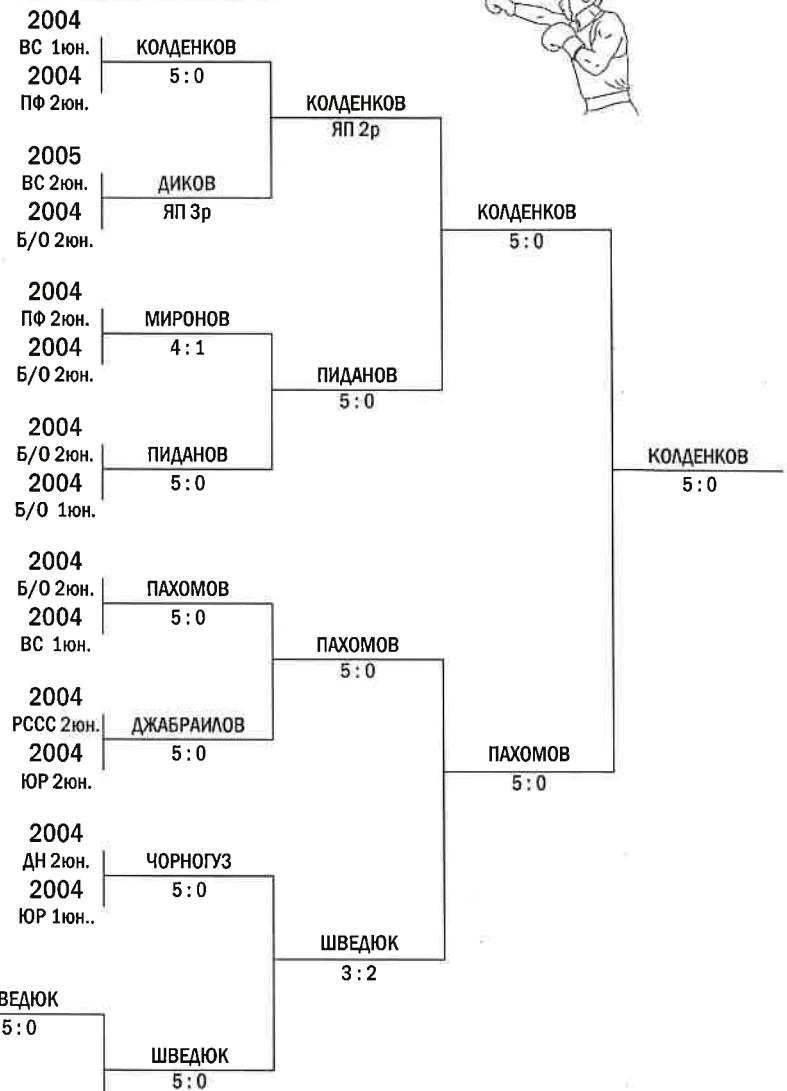 2004
ВС 1юн.
КОЛДЕНКОВ
5:0
2004
ПФ 2юн.
КОЛДЕНКОВ
ЯП 2р
2005
ВС 2юн.
ДИКОВ
ЯП 3р
2004
Б/О 2юн.
КОЛДЕНКОВ
5:0
2004
ПФ 2юн.
МИРОНОВ
4:1
2004
Б/О 2юн.
ПИДАНОВ
5:0
2004
Б/О 2юн.
ПИДАНОВ
5:0
2004
Б/О 1юн.
КОЛДЕНКОВ
5:0
2004
Б/О 2юн.
ПАХОМОВ
5:0
2004
ВС 1юн.
ПАХОМОВ
5:0
2004
РССС 2юн.
ДЖАБРАИЛОВ
5:0
2004
ЮР 2юн.
ПАХОМОВ
5:0
2004
ДН 2юн.
ЧОРНОГУЗ
5:0
2004
ЮР 1юн..
ШВЕДЮК
3:2
ВЕДЮК
5:0
ШВЕДЮК
5:0